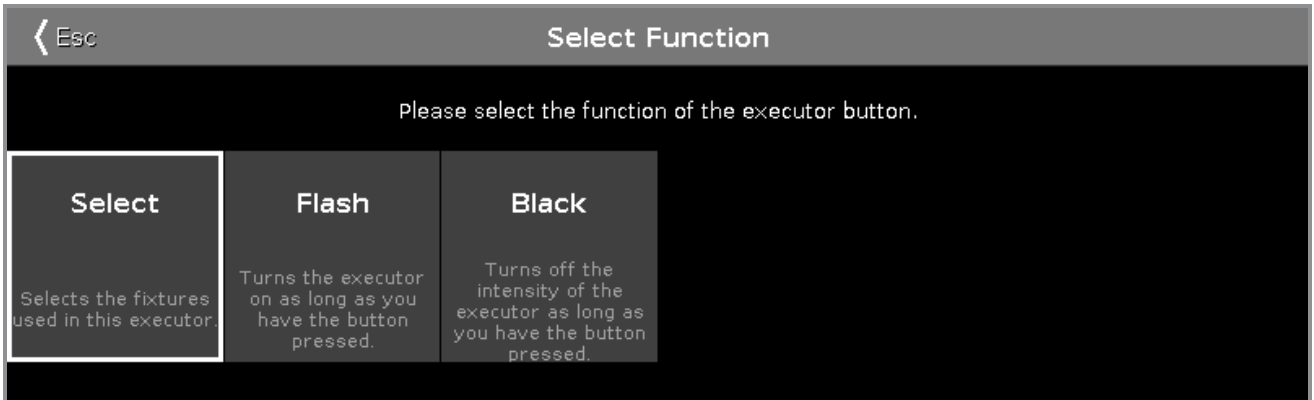 Esc
Select Function
Please select the function of the executor button.
Select
Selects the fixtures
used in this executor.
Flash
Turns the executor
on as long as you
have the button
pressed.
Black
Turns off the
intensity of the
executor as long as
you have the button
pressed.